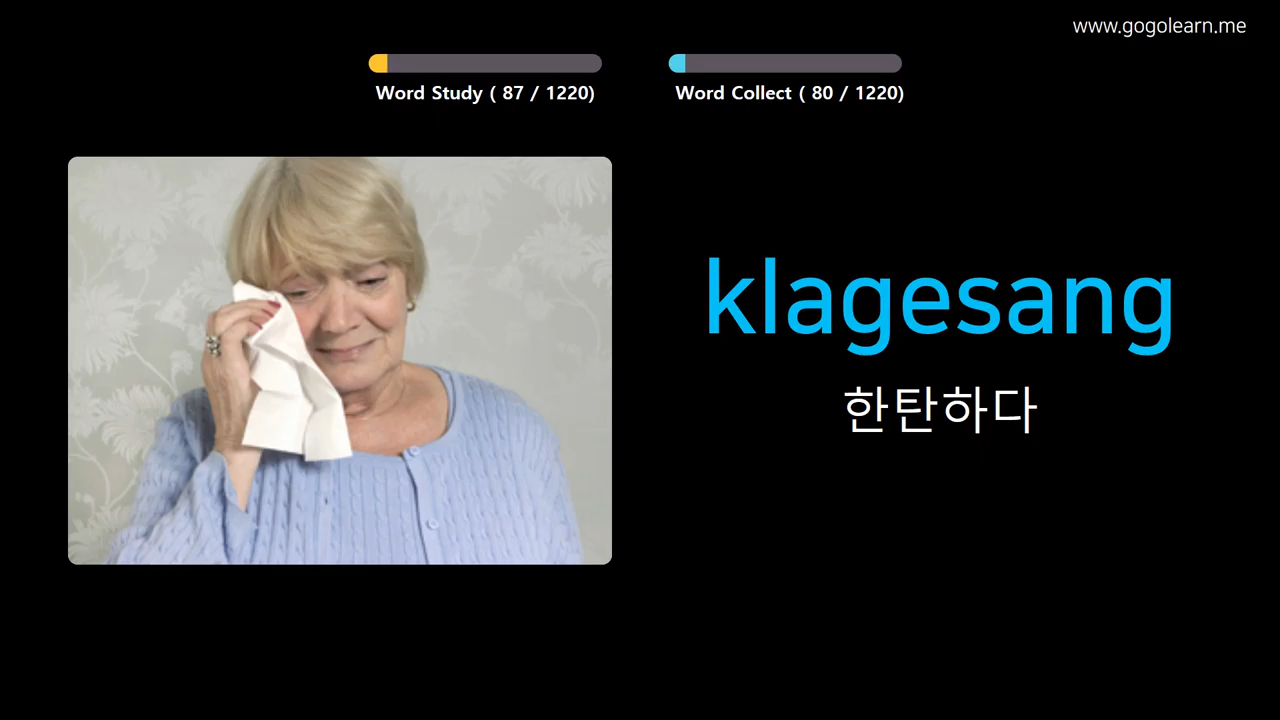 www.gogolearn.me
Word Study ( 87 / 1220)
Word Collect ( 80 / 1220)
klagesang
한탄하다